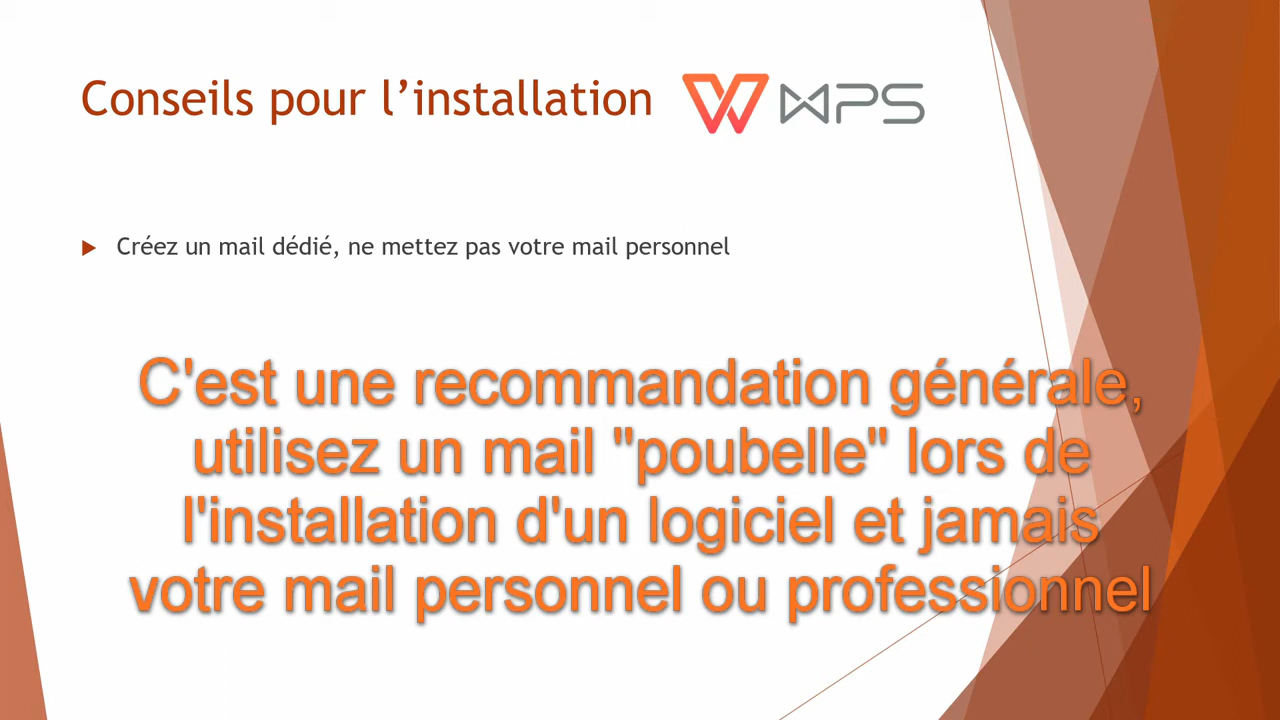 Conseils pour l’installation WPS
Créez un mail dédié, ne mettez pas votre mail personnel
C'est une recommandation générale,
utilisez un mail "poubelle" lors de
l'installation d'un logiciel et jamais
votre mail personnel ou professionnel